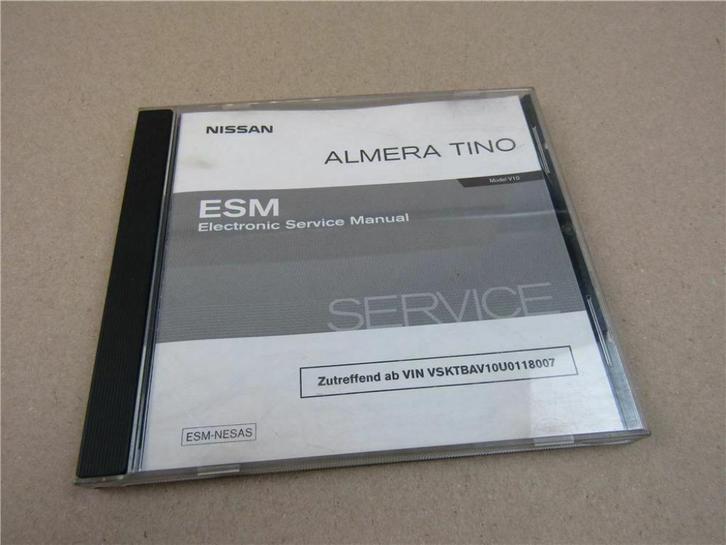 NISSAN
ALMERA TINO
Model V10
ESM
Electronic Service Manual
SERVICE
Zutreffend ab VIN VSKTBAV10U0118007
ESM-NESAS